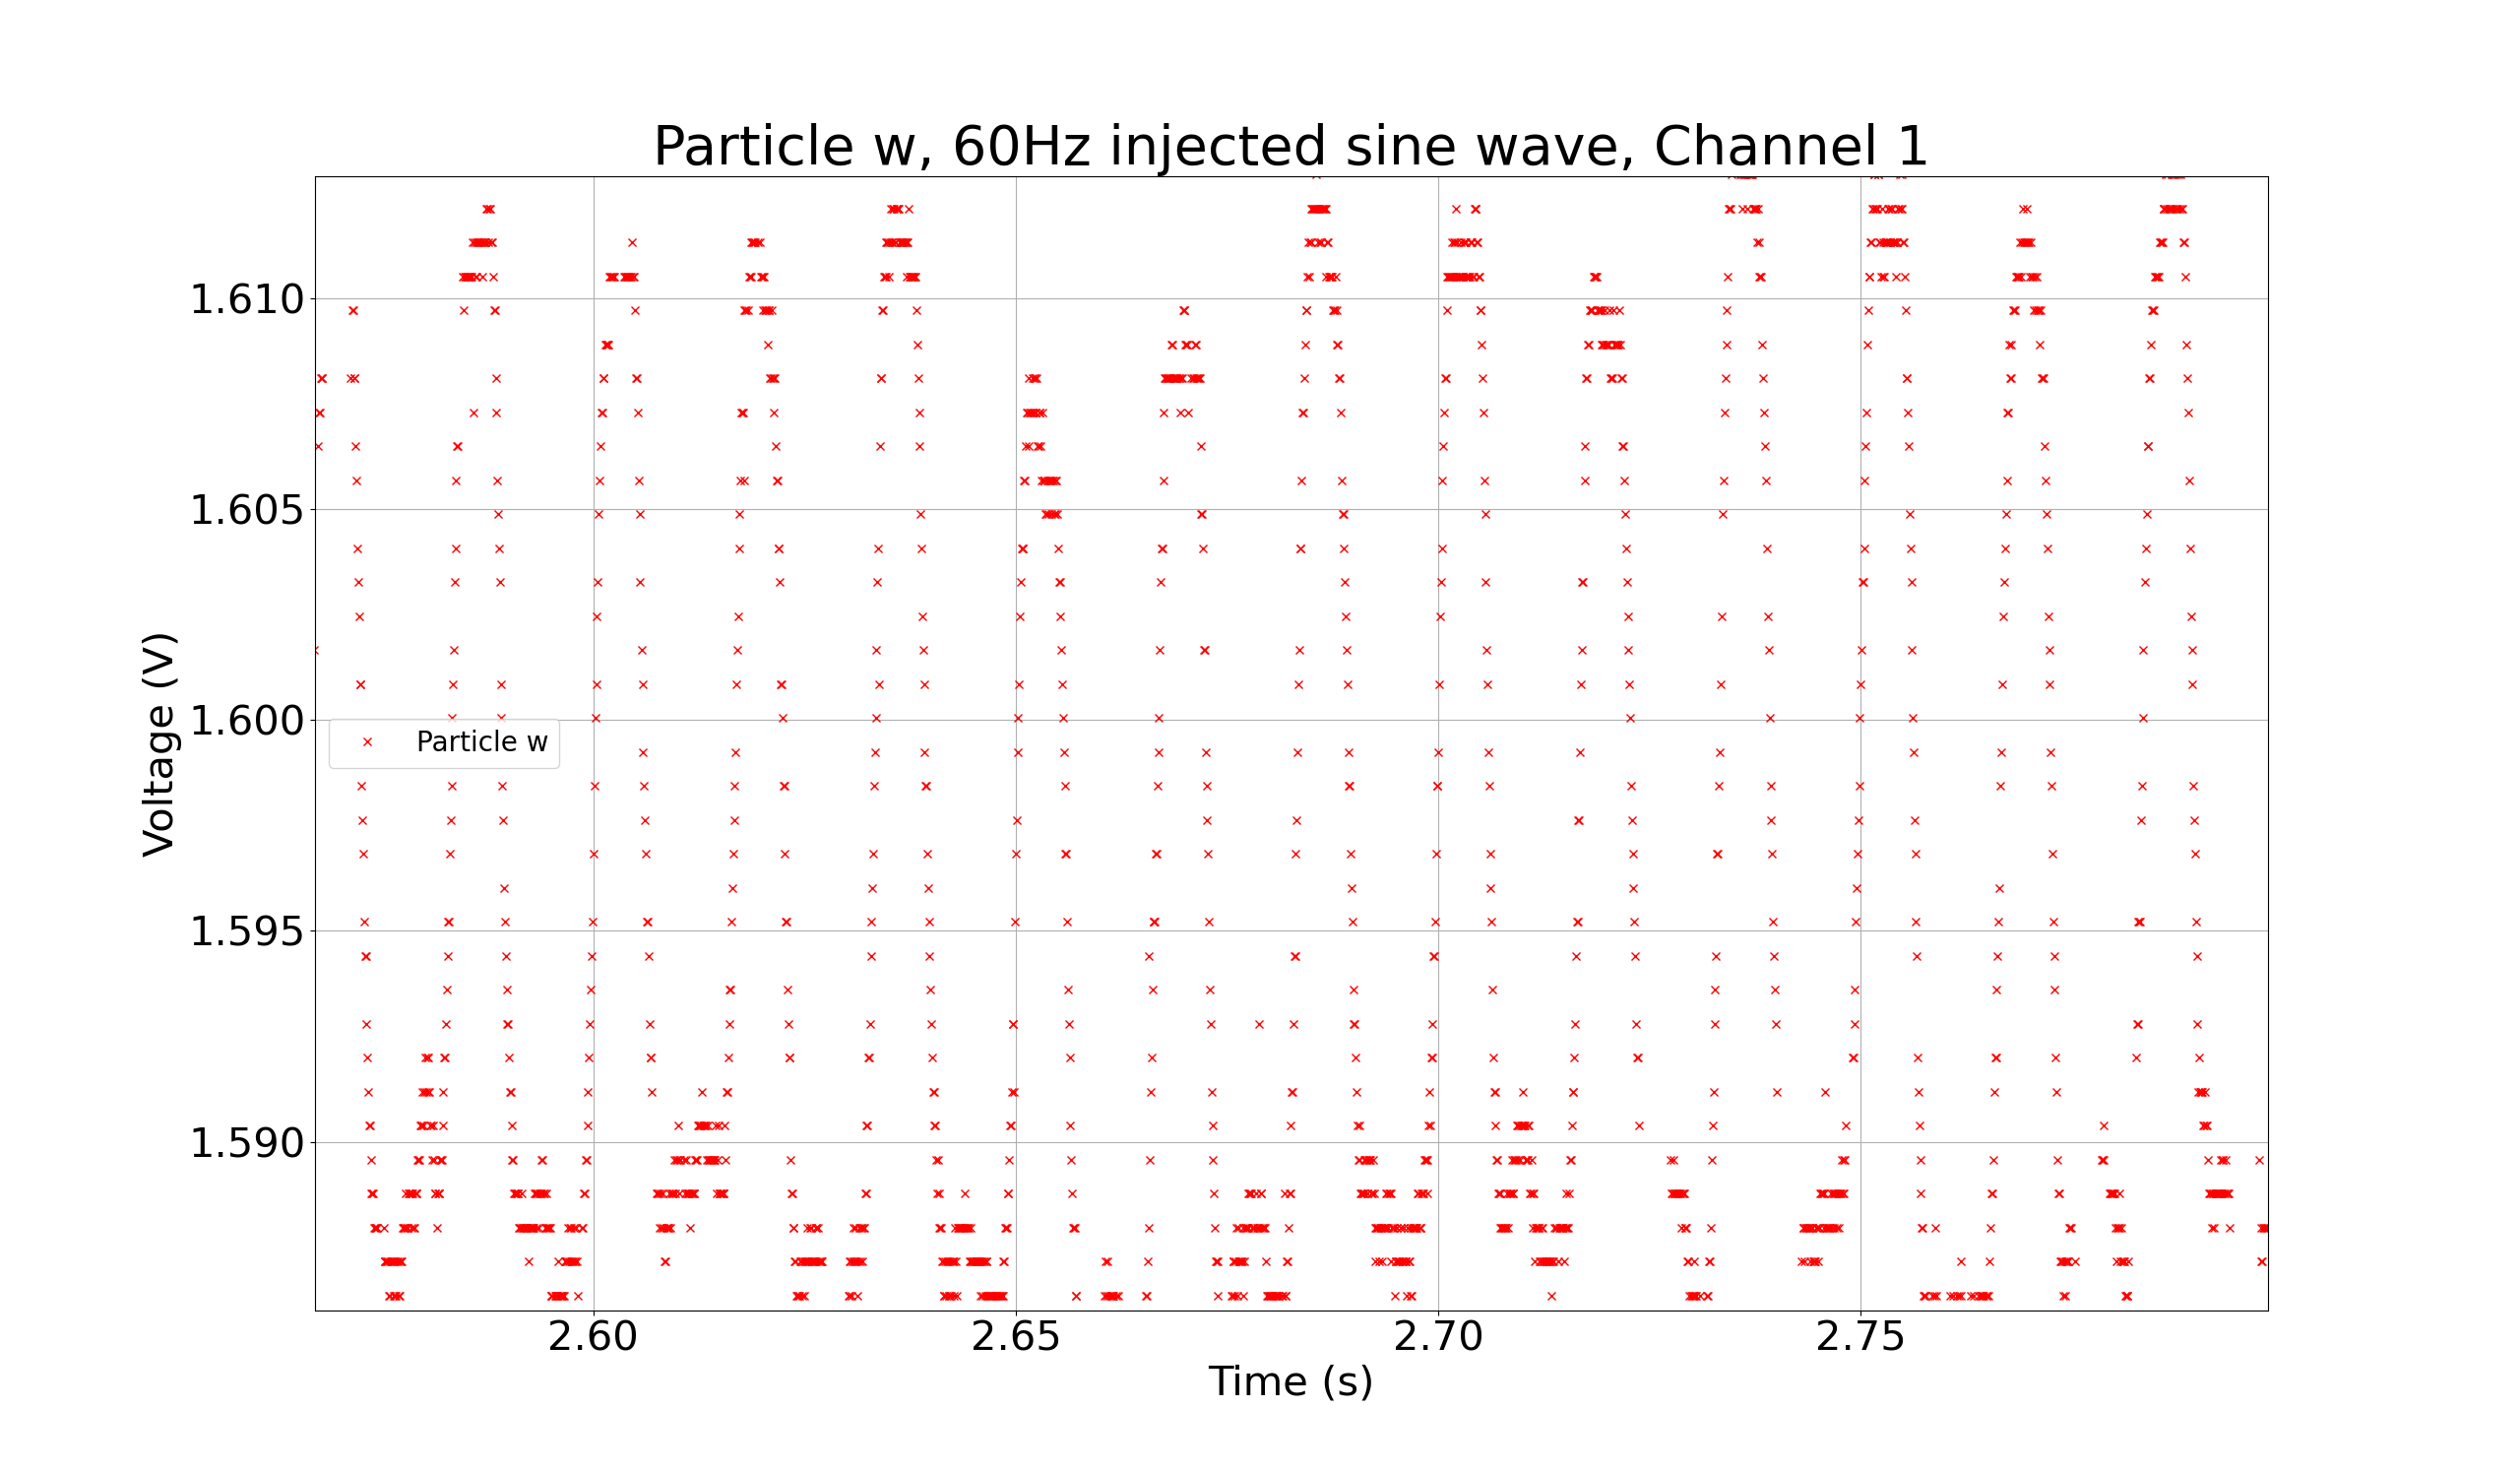 Particle w, 60Hz injected sine wave, Channel 1
1.610
1.605
1.600
1.595
1.590
Voltage (V)
Particle w
2.60
2.65
2.70
2.75
Time (s)